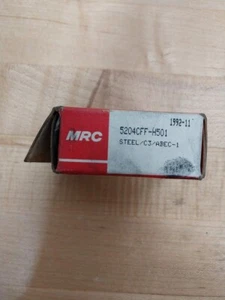 MRC
1992-11
5204CFF-H501
STEEL/C3/ABEC-1